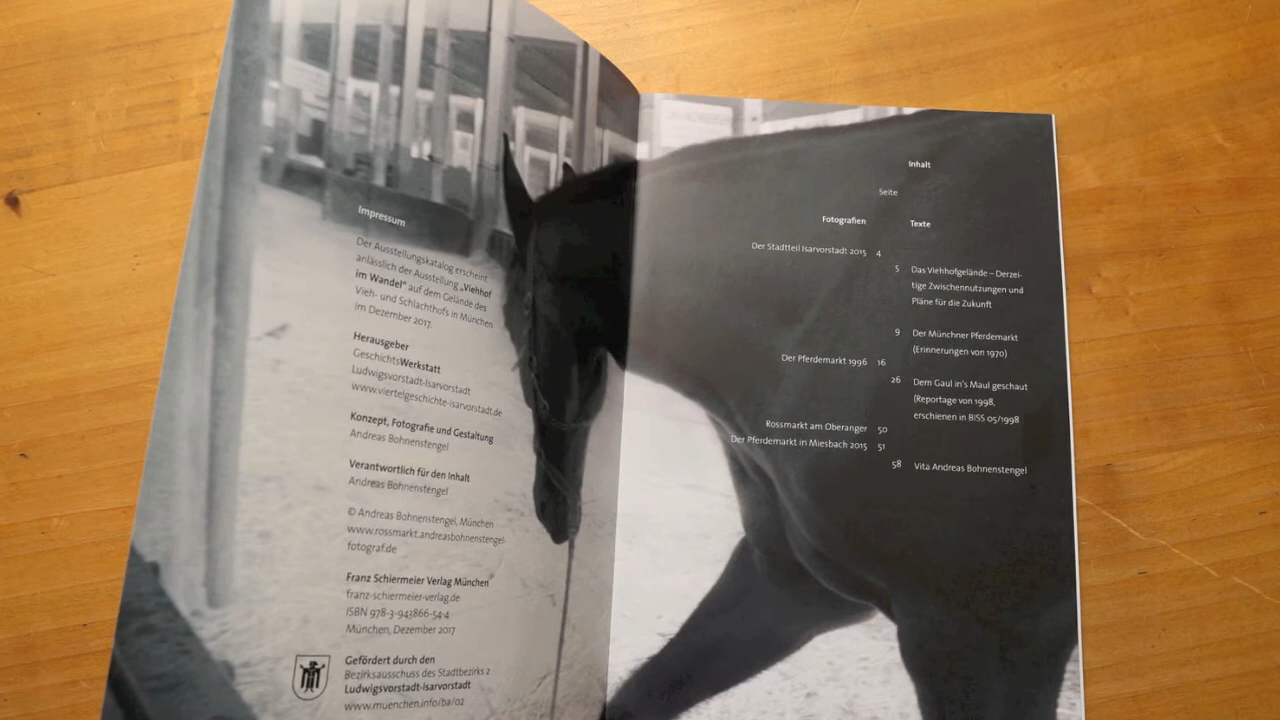 Impressum
Der Ausstellungskatalog erscheint
anlässlich der Ausstellung „Viehhof
im Wandel“ auf dem Gelände des
Vieh- und Schlachthofs in München
im Dezember 2017.
Herausgeber
GeschichtsWerkstatt
Ludwigsvorstadt-Isarvorstadt
www.viertelgeschichte-isarvorstadt.de
Konzept, Fotografie und Gestaltung
Andreas Bohnenstengel
Verantwortlich für den Inhalt
Andreas Bohnenstengel
© Andreas Bohnenstengel, München
www.rossmarkt.andreasbohnenstengel-
fotograf.de
Franz Schiermeier Verlag München
franz-schiermeier-verlag.de
ISBN 978-3-943866-54-4
München, Dezember 2017
Gefördert durch den
Bezirksausschuss des Stadtbezirks 2
Ludwigsvorstadt-Isarvorstadt
www.muenchen.info/ba/02
Inhalt
Seite
Fotografien
Texte
Der Stadtteil Isarvorstadt 2015 4
5 Das Viehhofgelände – Derzei-
tige Zwischennutzungen und
Pläne für die Zukunft
9 Der Münchner Pferdemarkt
(Erinnerungen von 1970)
Der Pferdemarkt 1996 16
26 Dem Gaul in's Maul geschaut
(Reportage von 1998,
erschienen in BISS 05/1998
Rossmarkt am Oberanger 50
Der Pferdemarkt in Miesbach 2015 51
58 Vita Andreas Bohnenstengel